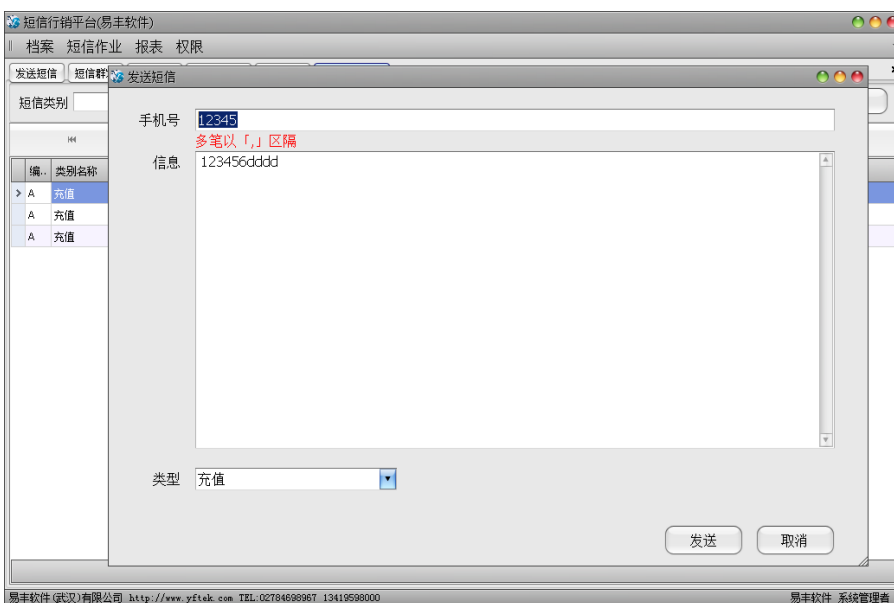 短信行销平台(易丰软件)
档案 短信作业 报表 权限
发送短信 短信群
发送短信
短信类别
手机号 12345
多笔以「,」区隔
信息 123456dddd
编.. 类别名称
A 充值
A 充值
A 充值
类型 充值
发送 取消
易丰软件(武汉)有限公司 http://www.yftek.com TEL:02784698967 13419598000 易丰软件 系统管理者